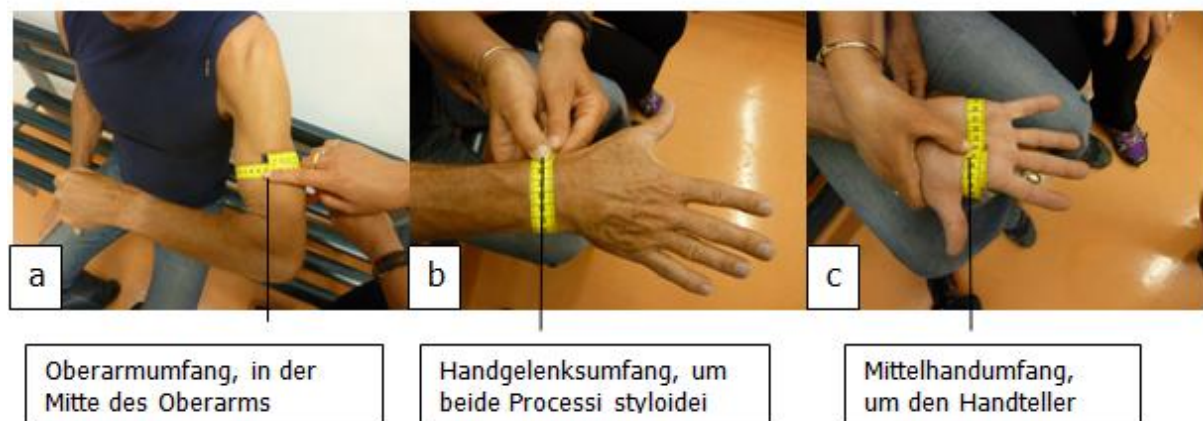 a
b
c
Oberarmumfang, in der
Mitte des Oberarms
Handgelenksumfang, um
beide Processi styloidei
Mittelhandumfang,
um den Handteller